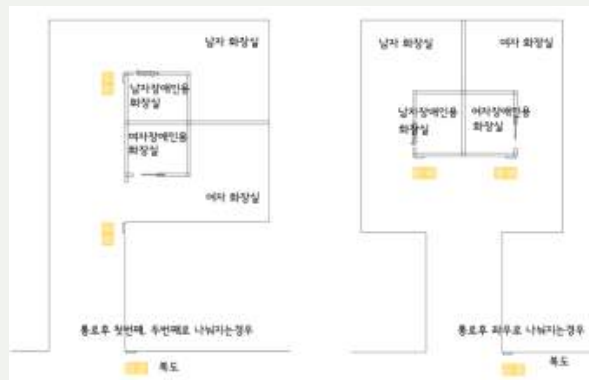 남자 화장실
남자장애인용
화장실
여자장애인용
화장실
여자 화장실
통로후 첫번째, 두번째로 나눠지는경우
복도
남자 화장실
여자 화장실
남자장애인용
화장실
여자장애인용
화장실
통로후 좌우로 나눠지는경우
복도